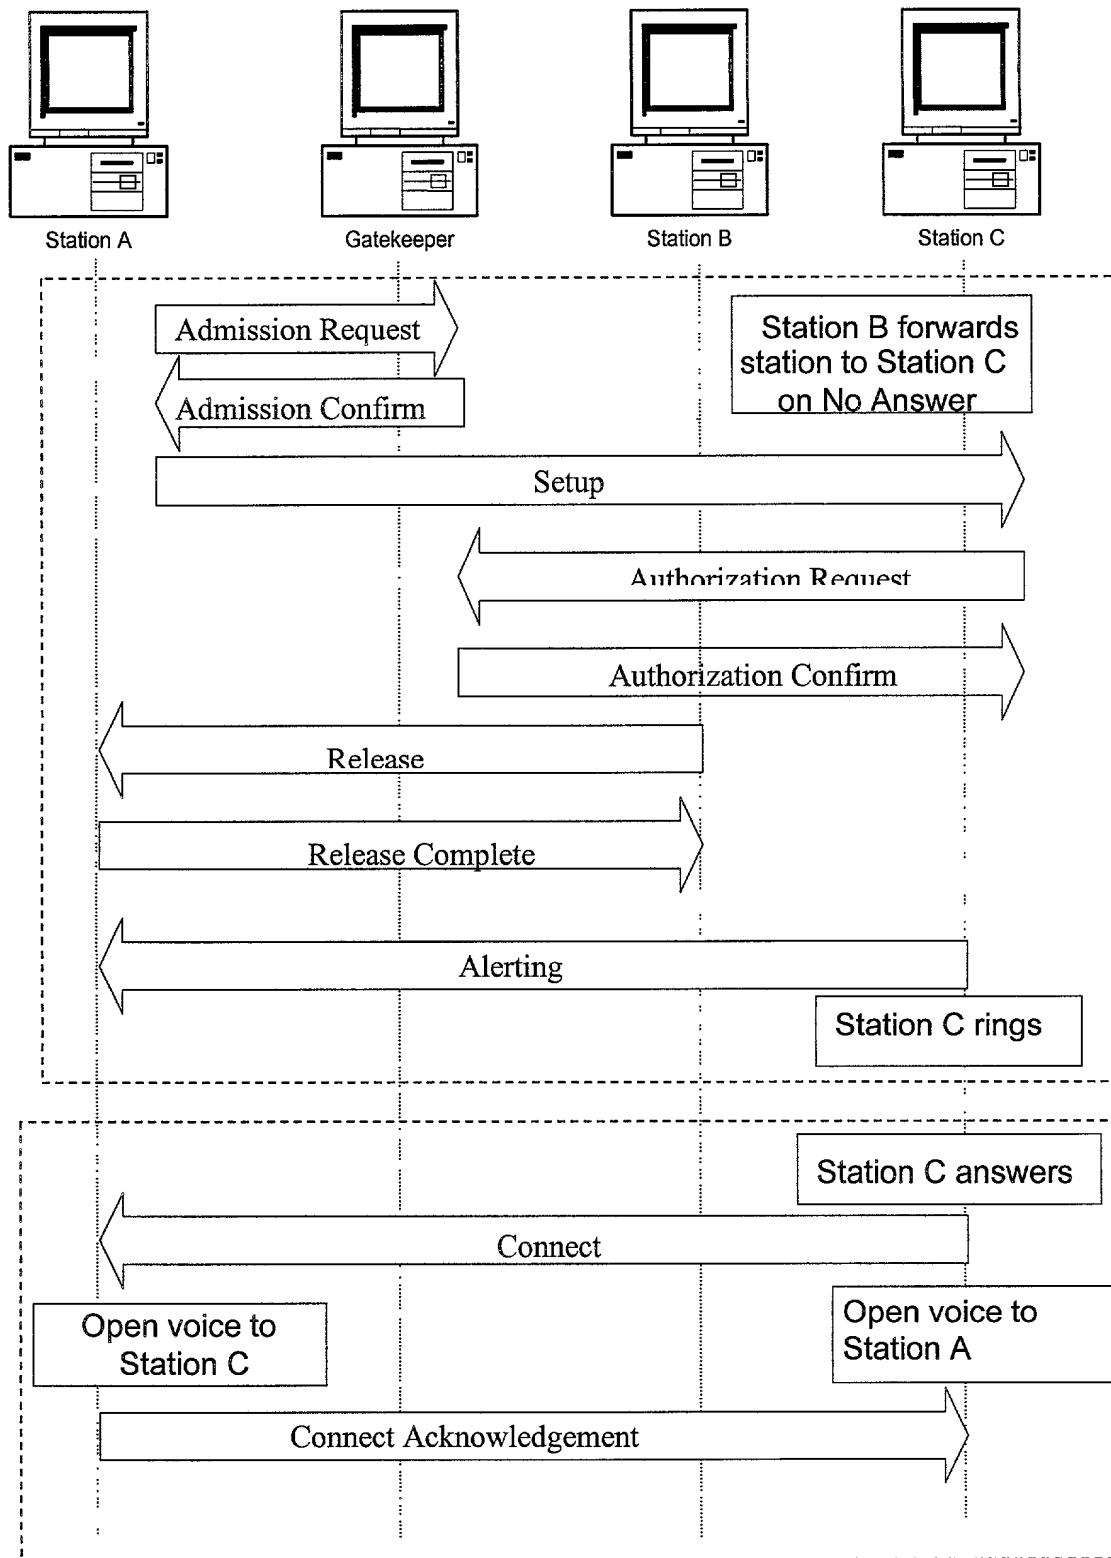 Station A
Gatekeeper
Station B
Station C
Admission Request
Station B forwards
station to Station C
on No Answer
Admission Confirm
Setup
Authorization Request
Authorization Confirm
Release
Release Complete
Alerting
Station C rings
Station C answers
Connect
Open voice to
Station C
Open voice to
Station A
Connect Acknowledgement